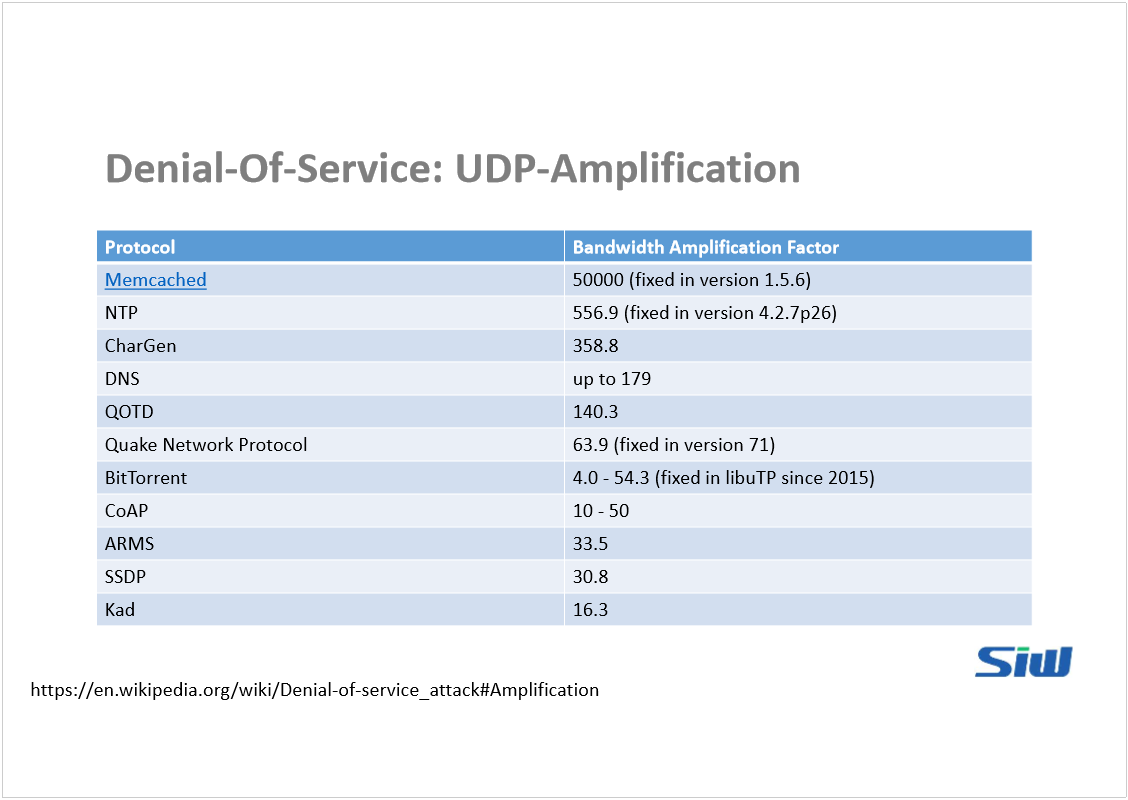 Denial-Of-Service: UDP-Amplification
Protocol Bandwidth Amplification Factor
Memcached 50000 (fixed in version 1.5.6)
NTP 556.9 (fixed in version 4.2.7p26)
CharGen 358.8
DNS up to 179
QOTD 140.3
Quake Network Protocol 63.9 (fixed in version 71)
BitTorrent 4.0 - 54.3 (fixed in libuTP since 2015)
CoAP 10 - 50
ARMS 33.5
SSDP 30.8
Kad 16.3
SiW
https://en.wikipedia.org/wiki/Denial-of-service_attack#Amplification